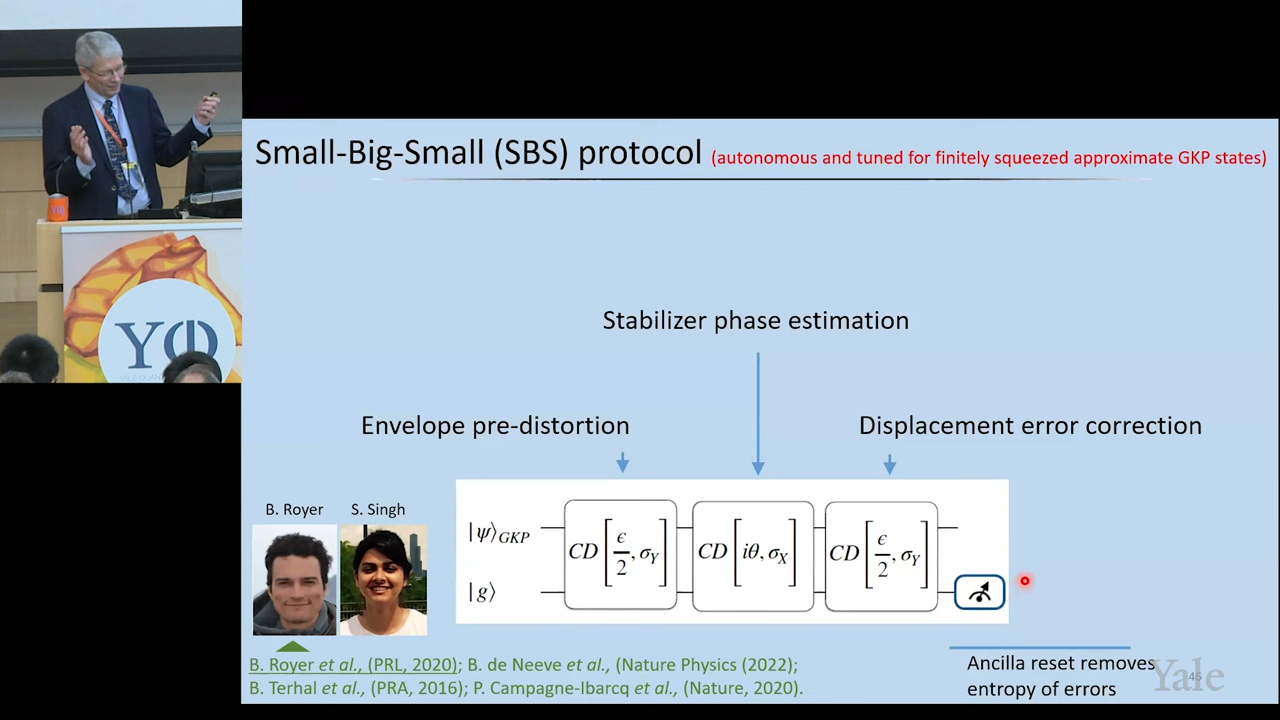 Small-Big-Small (SBS) protocol (autonomous and tuned for finitely squeezed approximate GKP states)
Stabilizer phase estimation
Envelope pre-distortion
Displacement error correction
B. Royer
S. Singh
|ψ⟩GKP
CD [ϵ/2, σY]
CD [iθ, σX]
CD [ϵ/2, σY]
|g⟩
B. Royer et al., (PRL, 2020); B. de Neeve et al., (Nature Physics (2022);
B. Terhal et al., (PRA, 2016); P. Campagne-Ibarcq et al., (Nature, 2020).
Ancilla reset removes
entropy of errors
Yale
46
YΦ